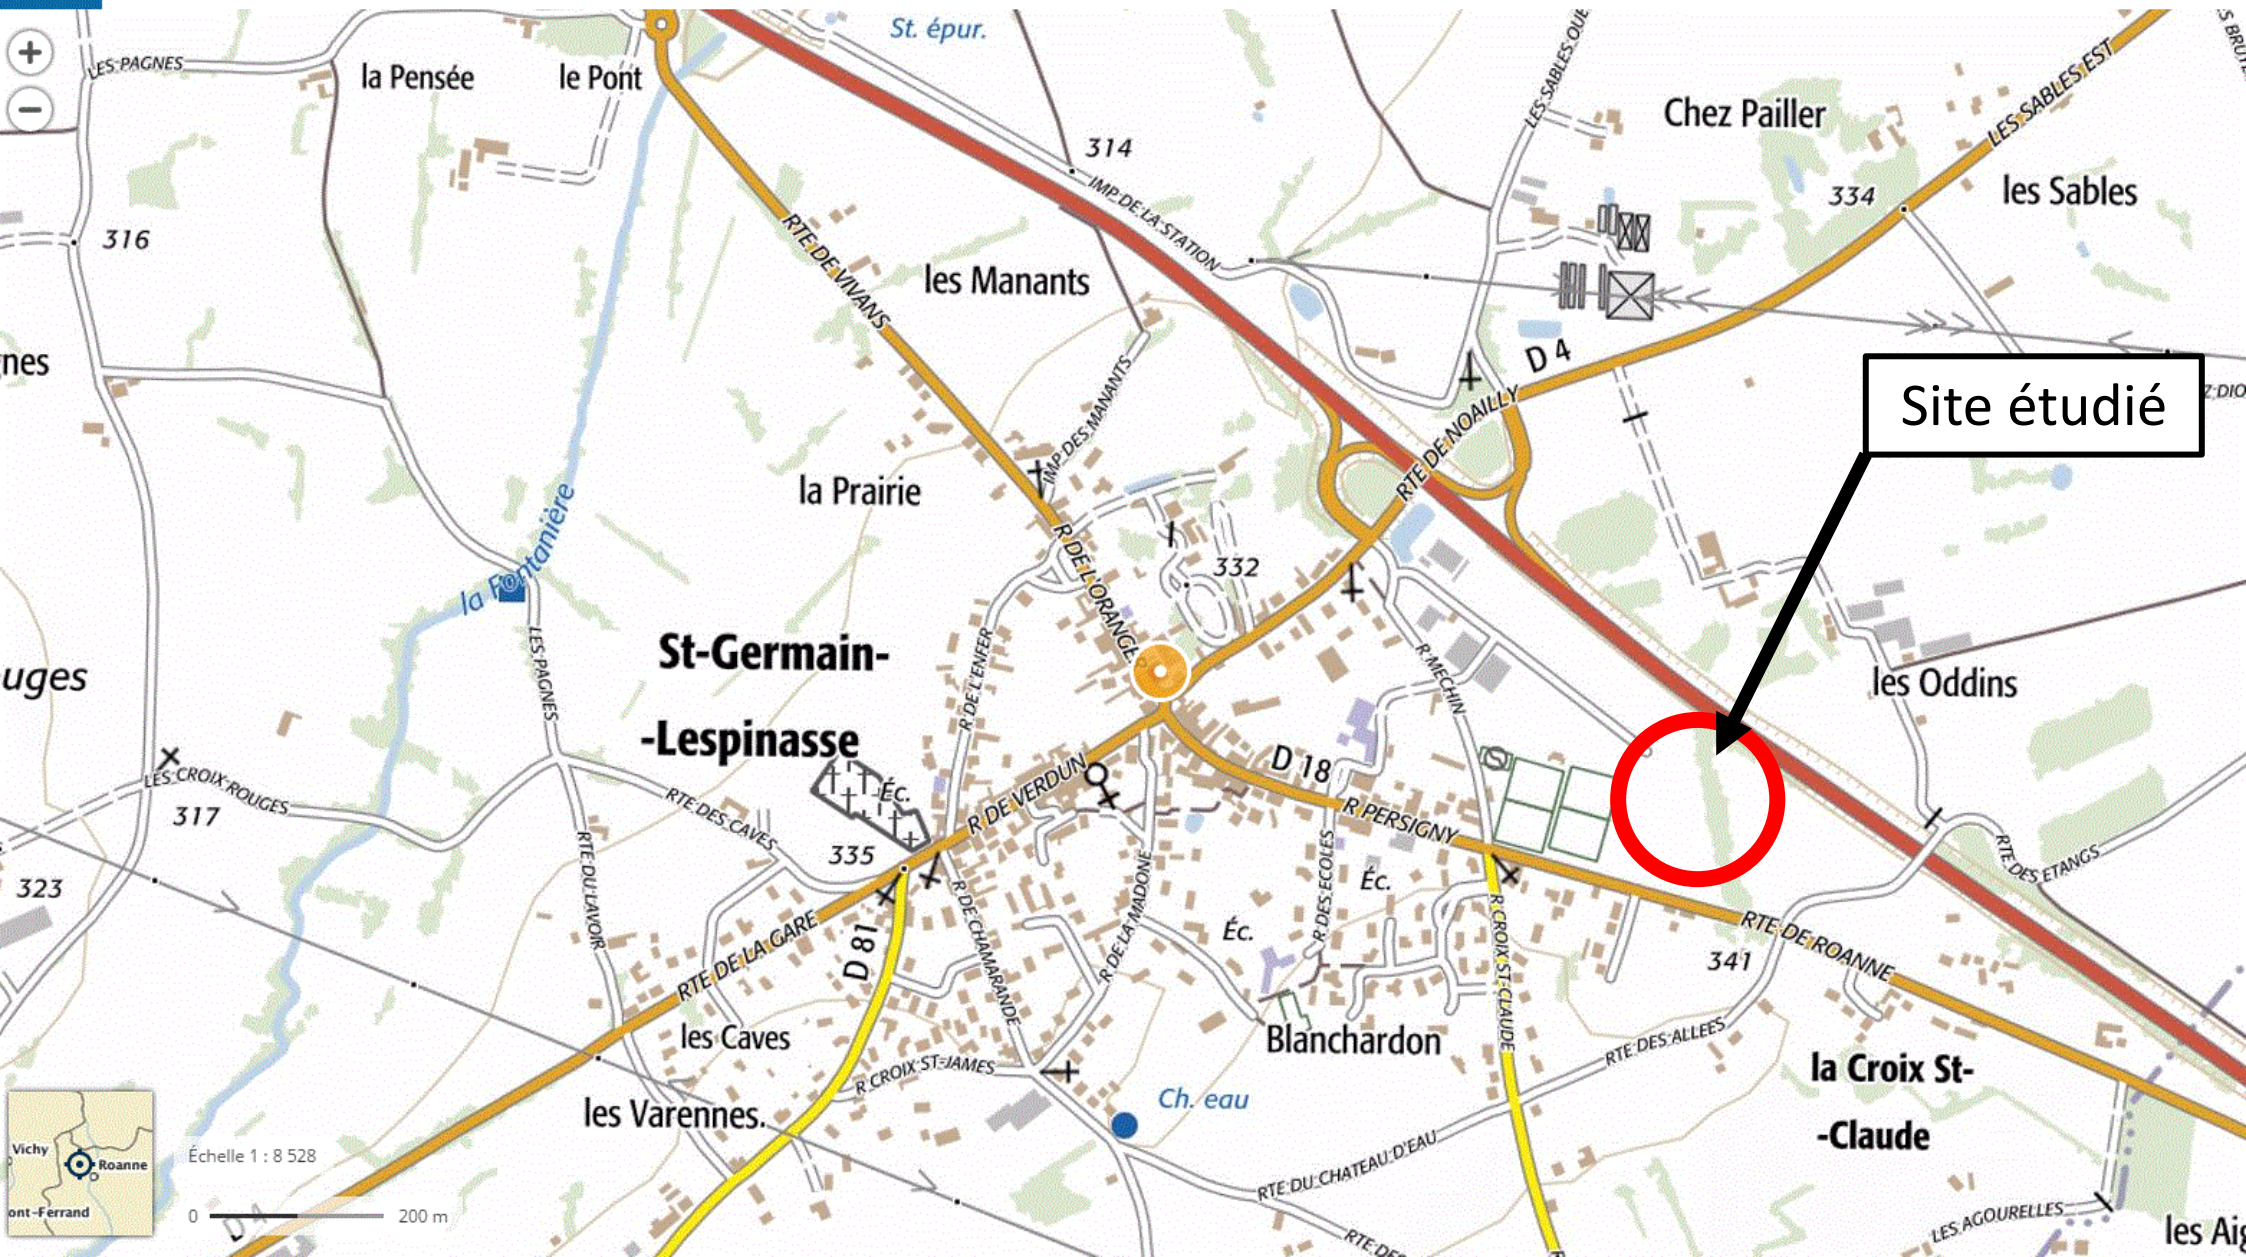 St. épur.
LES PAGNES
la Pensée
le Pont
LES SABLES EST
Chez Pailler
314
334
les Sables
IMP DE LA STATION
316
RTE DE VIVANS
les Manants
D 4
RTE DE NOAILLY
Site étudié
IMP DES MANANTS
la Prairie
la Fontanière
R DE L'ORANGE
332
St-Germain-
-Lespinasse
R DE L'ENFER
LES PAGNES
R MECHIN
les Oddins
LES CROIX ROUGES
317
RTE DES CAVES
Éc.
R DE VERDUN
D 18
R PERSIGNY
335
323
RTE DU LAVOIR
R DES ECOLES
RTE DES ETANGS
Éc.
Éc.
R DE LA MADONE
R DE CHAMARANDE
D 81
RTE DE LA GARE
R CROIX ST-CLAUDE
RTE DE ROANNE
341
les Caves
Blanchardon
RTE DES ALLEES
R CROIX ST-JAMES
la Croix St-
-Claude
les Varennes.
Ch. eau
Vichy
Roanne
Échelle 1 : 8 528
0
200 m
RTE DU CHATEAU D'EAU
LES AGOURELLES
D 4